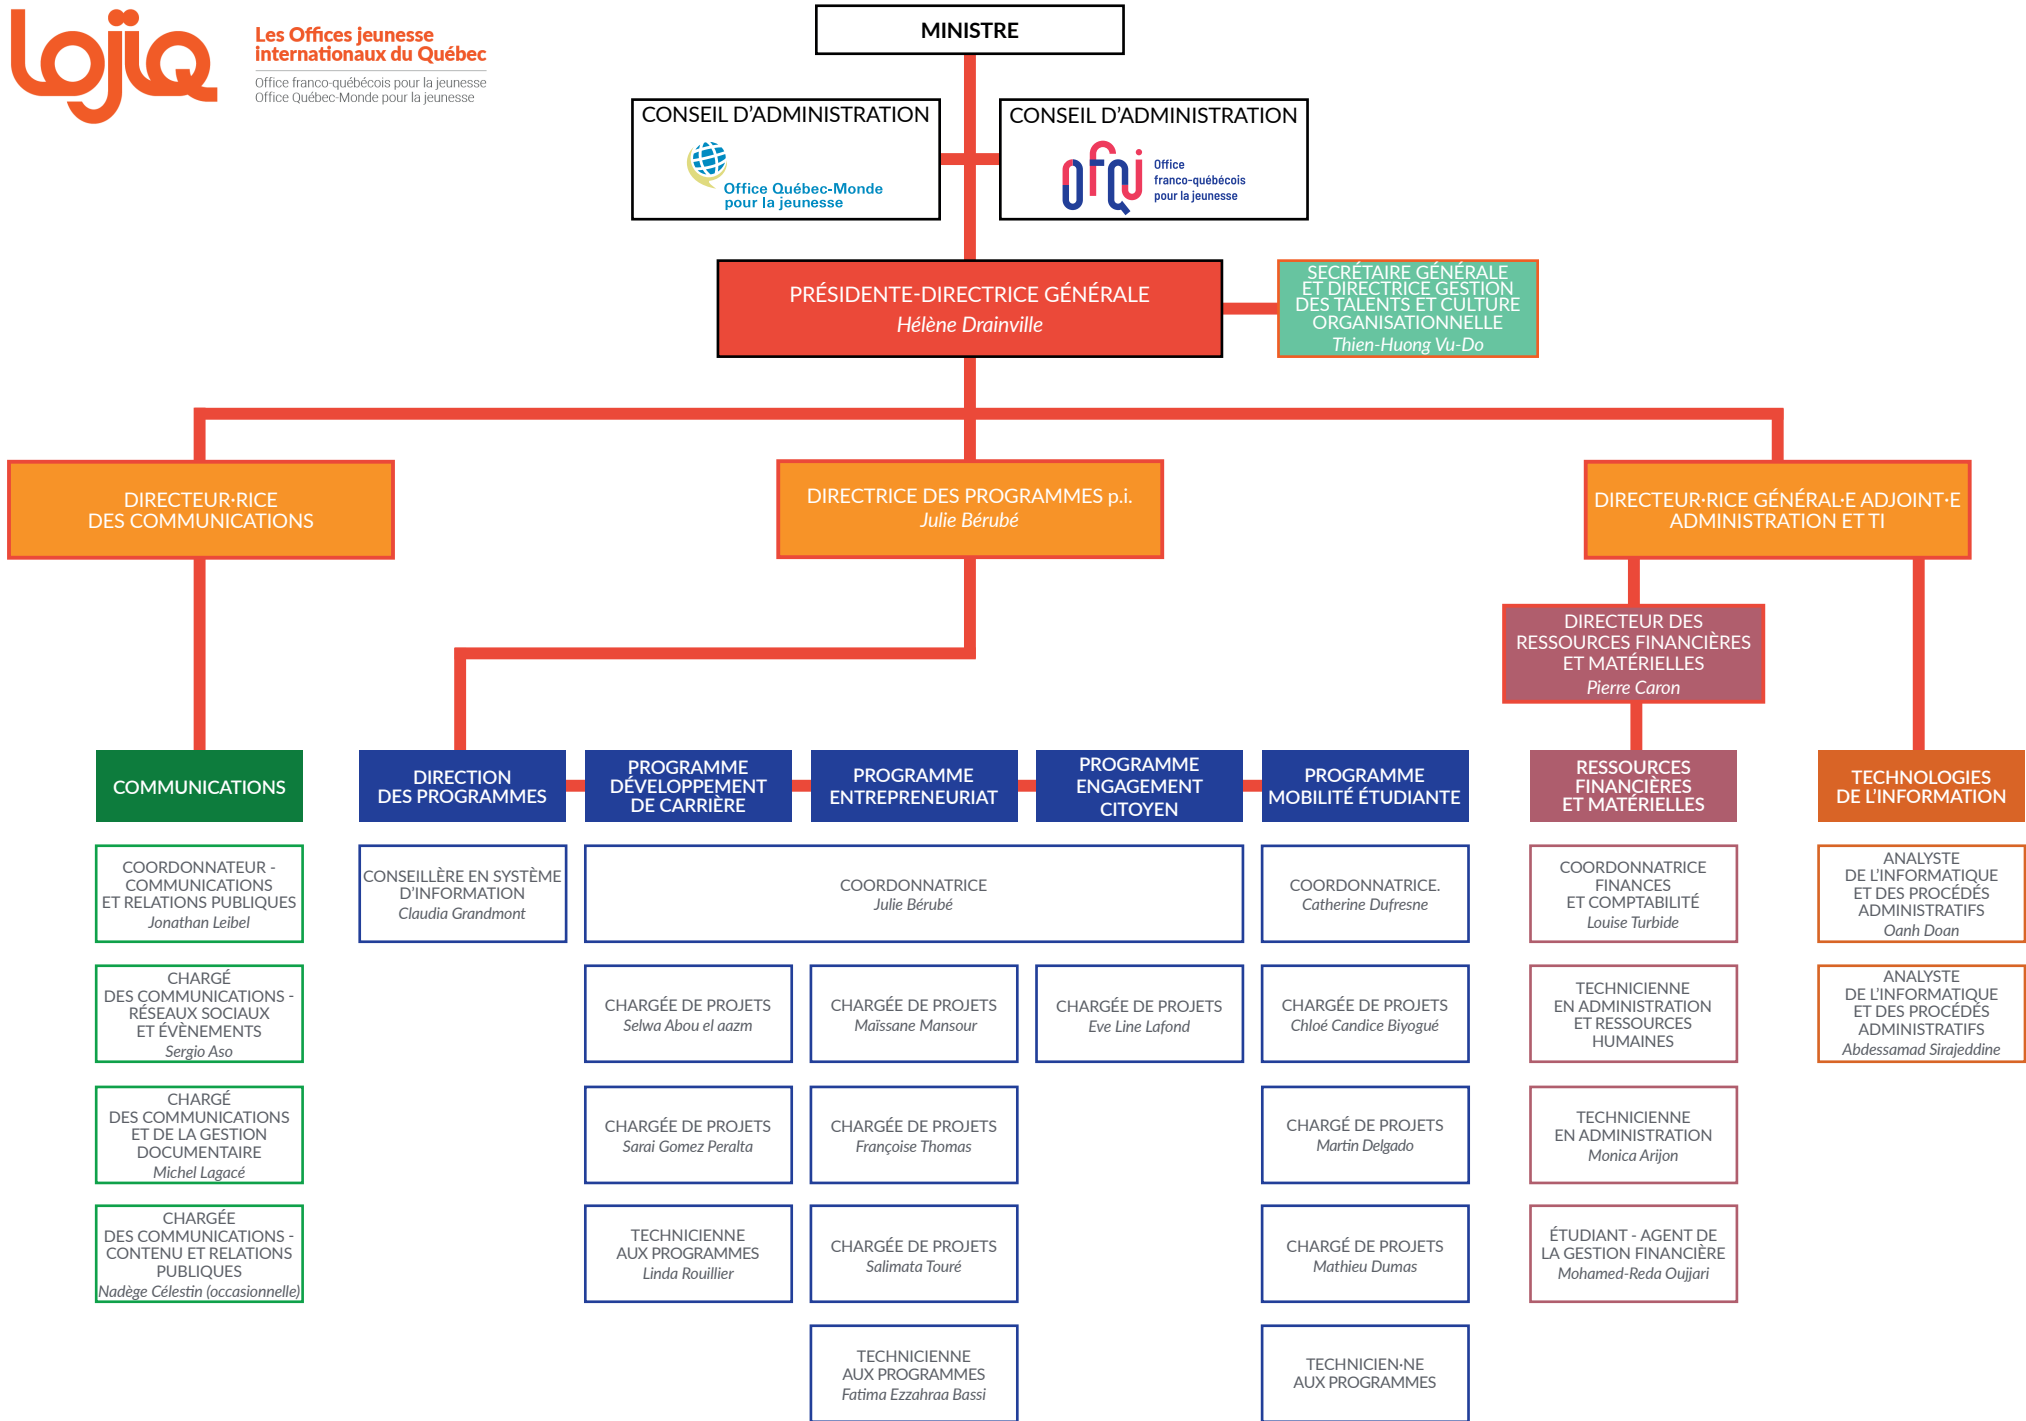 lojiq
Les Offices jeunesse
internationaux du Québec
Office franco-québécois pour la jeunesse
Office Québec-Monde pour la jeunesse
MINISTRE
CONSEIL D'ADMINISTRATION
Office Québec-Monde
pour la jeunesse
CONSEIL D'ADMINISTRATION
ofqj
Office
franco-québécois
pour la jeunesse
PRÉSIDENTE-DIRECTRICE GÉNÉRALE
Hélène Drainville
SECRÉTAIRE GÉNÉRALE
ET DIRECTRICE GESTION
DES TALENTS ET CULTURE
ORGANISATIONNELLE
Thien-Huong Vu-Do
DIRECTEUR·RICE
DES COMMUNICATIONS
DIRECTRICE DES PROGRAMMES p.i.
Julie Bérubé
DIRECTEUR·RICE GÉNÉRAL·E ADJOINT·E
ADMINISTRATION ET TI
DIRECTEUR DES
RESSOURCES FINANCIÈRES
ET MATÉRIELLES
Pierre Caron
COMMUNICATIONS
DIRECTION
DES PROGRAMMES
PROGRAMME
DÉVELOPPEMENT
DE CARRIÈRE
PROGRAMME
ENTREPRENEURIAT
PROGRAMME
ENGAGEMENT
CITOYEN
PROGRAMME
MOBILITÉ ÉTUDIANTE
RESSOURCES
FINANCIÈRES
ET MATÉRIELLES
TECHNOLOGIES
DE L'INFORMATION
COORDONNATEUR -
COMMUNICATIONS
ET RELATIONS PUBLIQUES
Jonathan Leibel
CONSEILLÈRE EN SYSTÈME
D'INFORMATION
Claudia Grandmont
COORDONNATRICE
Julie Bérubé
COORDONNATRICE.
Catherine Dufresne
COORDONNATRICE
FINANCES
ET COMPTABILITÉ
Louise Turbide
ANALYSTE
DE L'INFORMATIQUE
ET DES PROCÉDÉS
ADMINISTRATIFS
Oanh Doan
CHARGÉ
DES COMMUNICATIONS -
RÉSEAUX SOCIAUX
ET ÉVÈNEMENTS
Sergio Aso
CHARGÉE DE PROJETS
Selwa Abou el aazm
CHARGÉE DE PROJETS
Maïssane Mansour
CHARGÉE DE PROJETS
Eve Line Lafond
CHARGÉE DE PROJETS
Chloé Candice Biyogué
TECHNICIENNE
EN ADMINISTRATION
ET RESSOURCES
HUMAINES
ANALYSTE
DE L'INFORMATIQUE
ET DES PROCÉDÉS
ADMINISTRATIFS
Abdessamad Sirajeddine
CHARGÉ
DES COMMUNICATIONS
ET DE LA GESTION
DOCUMENTAIRE
Michel Lagacé
CHARGÉE DE PROJETS
Sarai Gomez Peralta
CHARGÉE DE PROJETS
Françoise Thomas
CHARGÉ DE PROJETS
Martin Delgado
TECHNICIENNE
EN ADMINISTRATION
Monica Arijon
CHARGÉE
DES COMMUNICATIONS -
CONTENU ET RELATIONS
PUBLIQUES
Nadège Célestin (occasionnelle)
TECHNICIENNE
AUX PROGRAMMES
Linda Rouillier
CHARGÉE DE PROJETS
Salimata Touré
CHARGÉ DE PROJETS
Mathieu Dumas
ÉTUDIANT - AGENT DE
LA GESTION FINANCIÈRE
Mohamed-Reda Oujjari
TECHNICIENNE
AUX PROGRAMMES
Fatima Ezzahraa Bassi
TECHNICIEN·NE
AUX PROGRAMMES